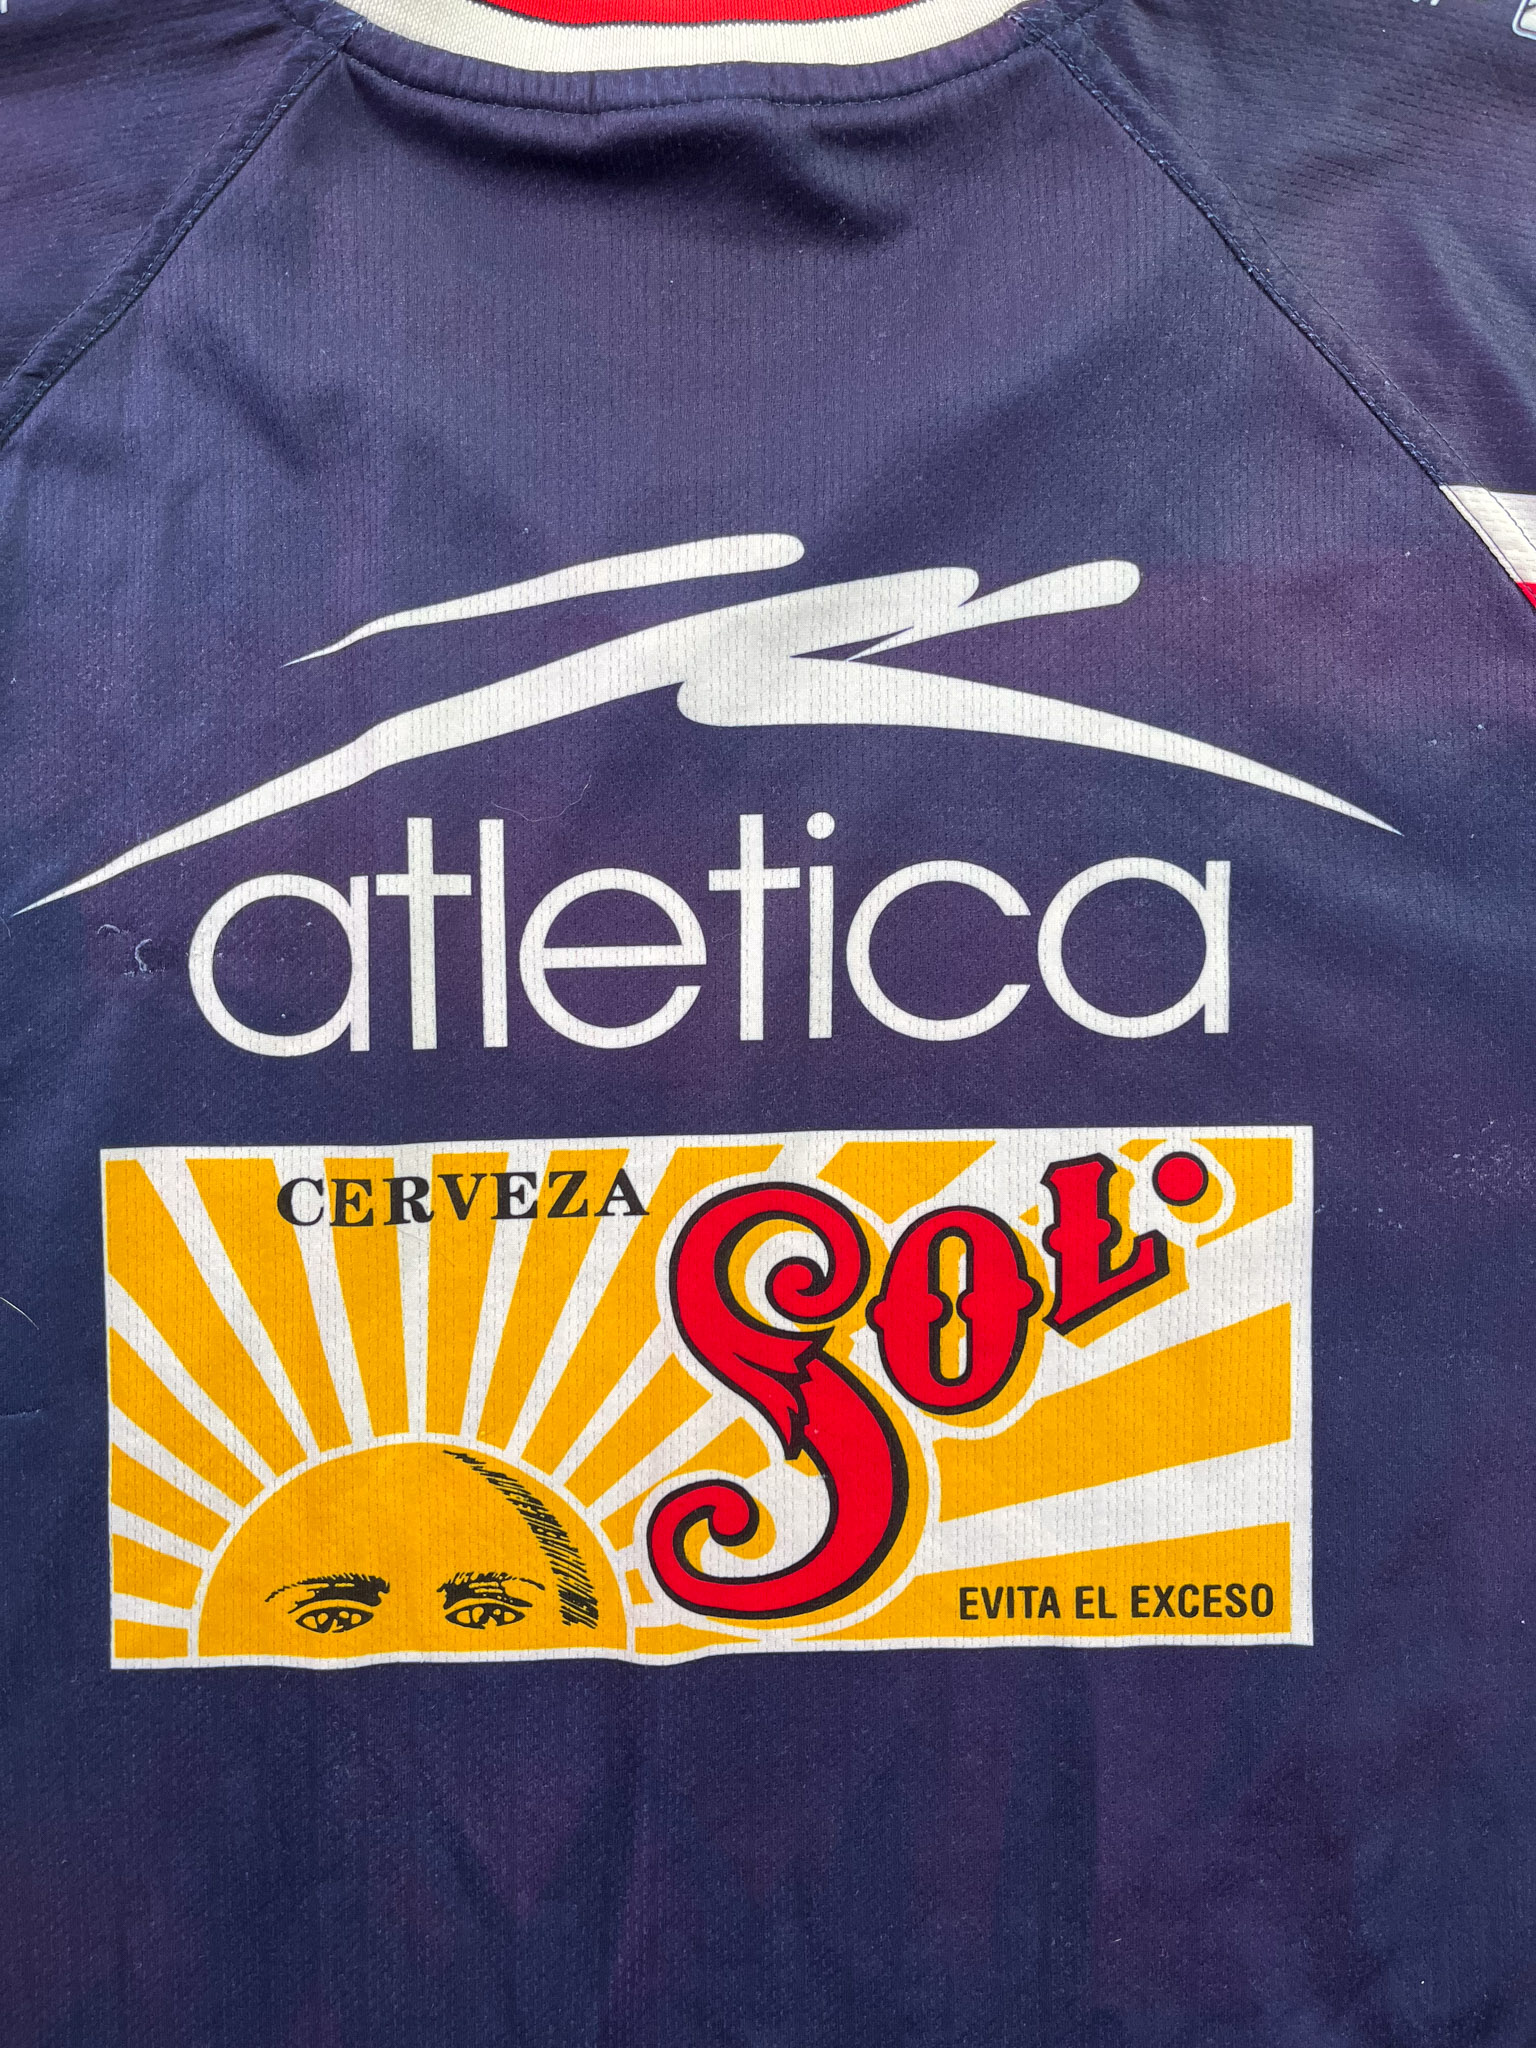 atletica
CERVEZA
SOL
EVITA EL EXCESO